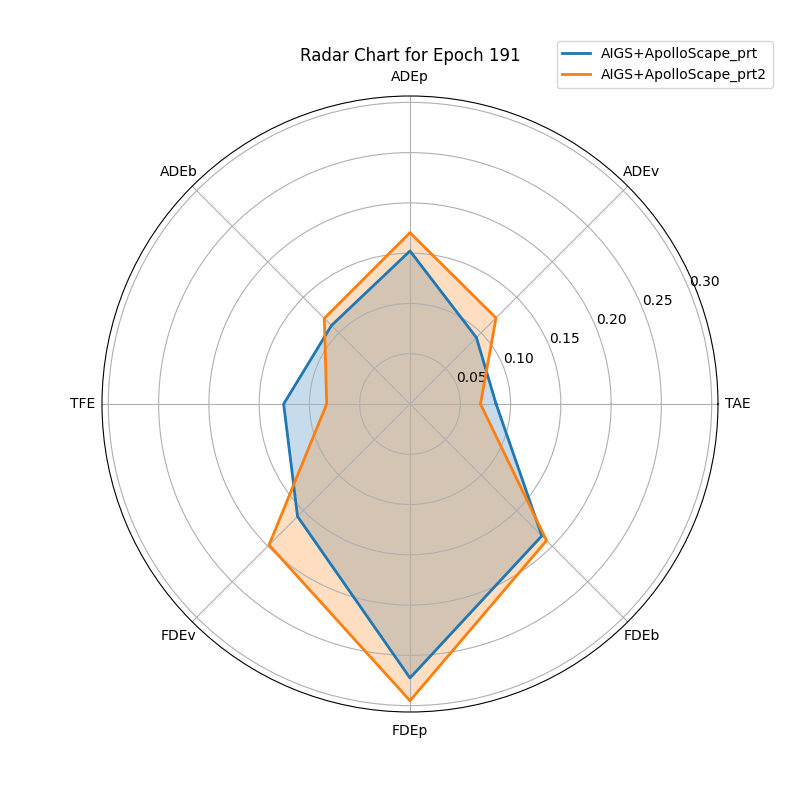 Radar Chart for Epoch 191
AIGS+ApolloScape_prt
AIGS+ApolloScape_prt2
ADEp
ADEb
ADEv
0.30
0.25
0.20
0.15
0.10
0.05
TFE
TAE
FDEv
FDEb
FDEp